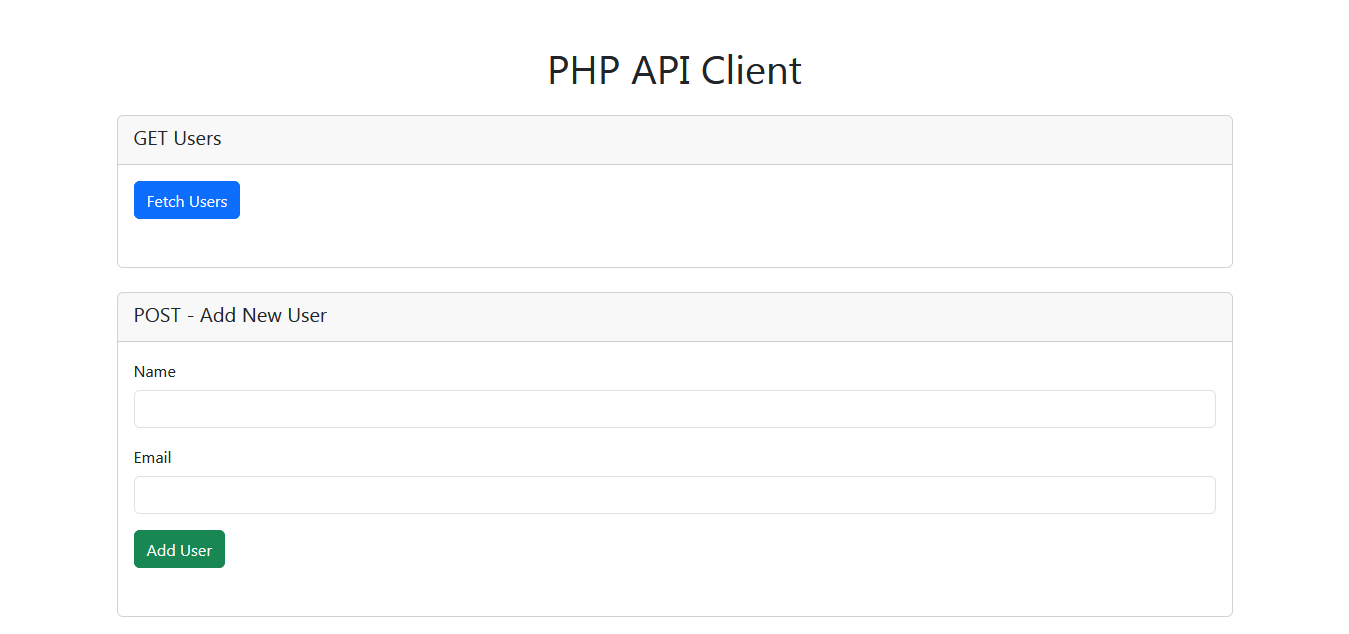 PHP API Client
GET Users
Fetch Users
POST - Add New User
Name
Email
Add User